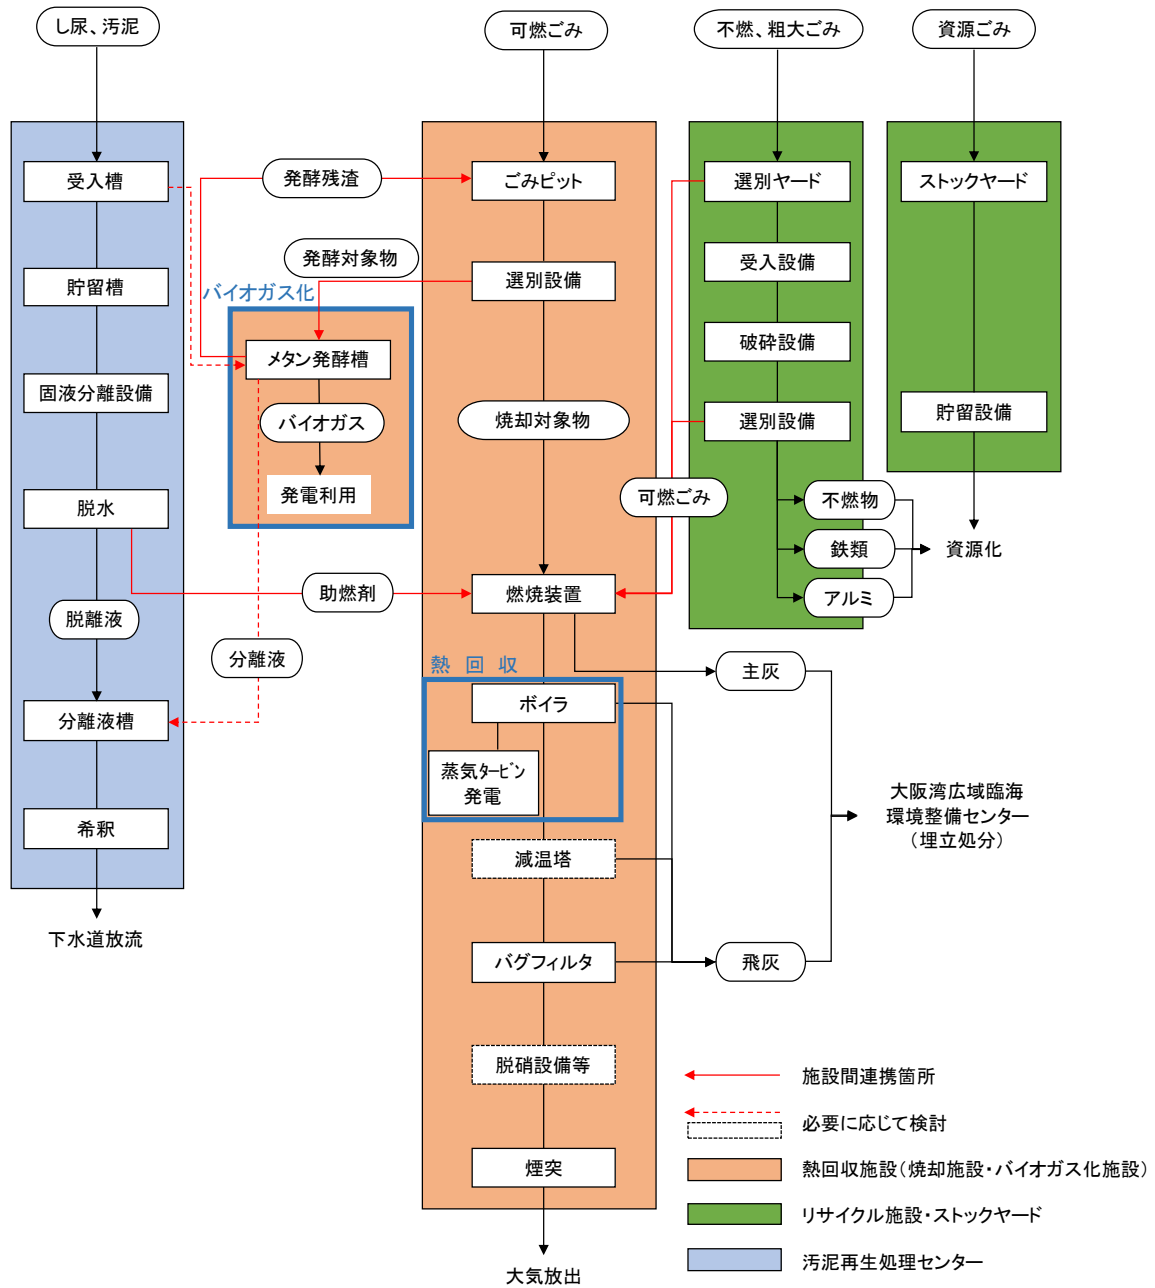 し尿、汚泥
可燃ごみ
不燃、粗大ごみ
資源ごみ
受入槽
発酵残渣
ごみピット
選別ヤード
ストックヤード
発酵対象物
貯留槽
バイオガス化
選別設備
受入設備
メタン発酵槽
破砕設備
固液分離設備
バイオガス
焼却対象物
選別設備
貯留設備
脱水
発電利用
可燃ごみ
不燃物
鉄類
資源化
アルミ
助燃剤
燃焼装置
脱離液
分離液
熱 回 収
主灰
分離液槽
ボイラ
蒸気タービン
発電
大阪湾広域臨海
環境整備センター
（埋立処分）
希釈
減温塔
下水道放流
バグフィルタ
飛灰
脱硝設備等
煙突
大気放出
施設間連携箇所
必要に応じて検討
熱回収施設（焼却施設・バイオガス化施設）
リサイクル施設・ストックヤード
汚泥再生処理センター